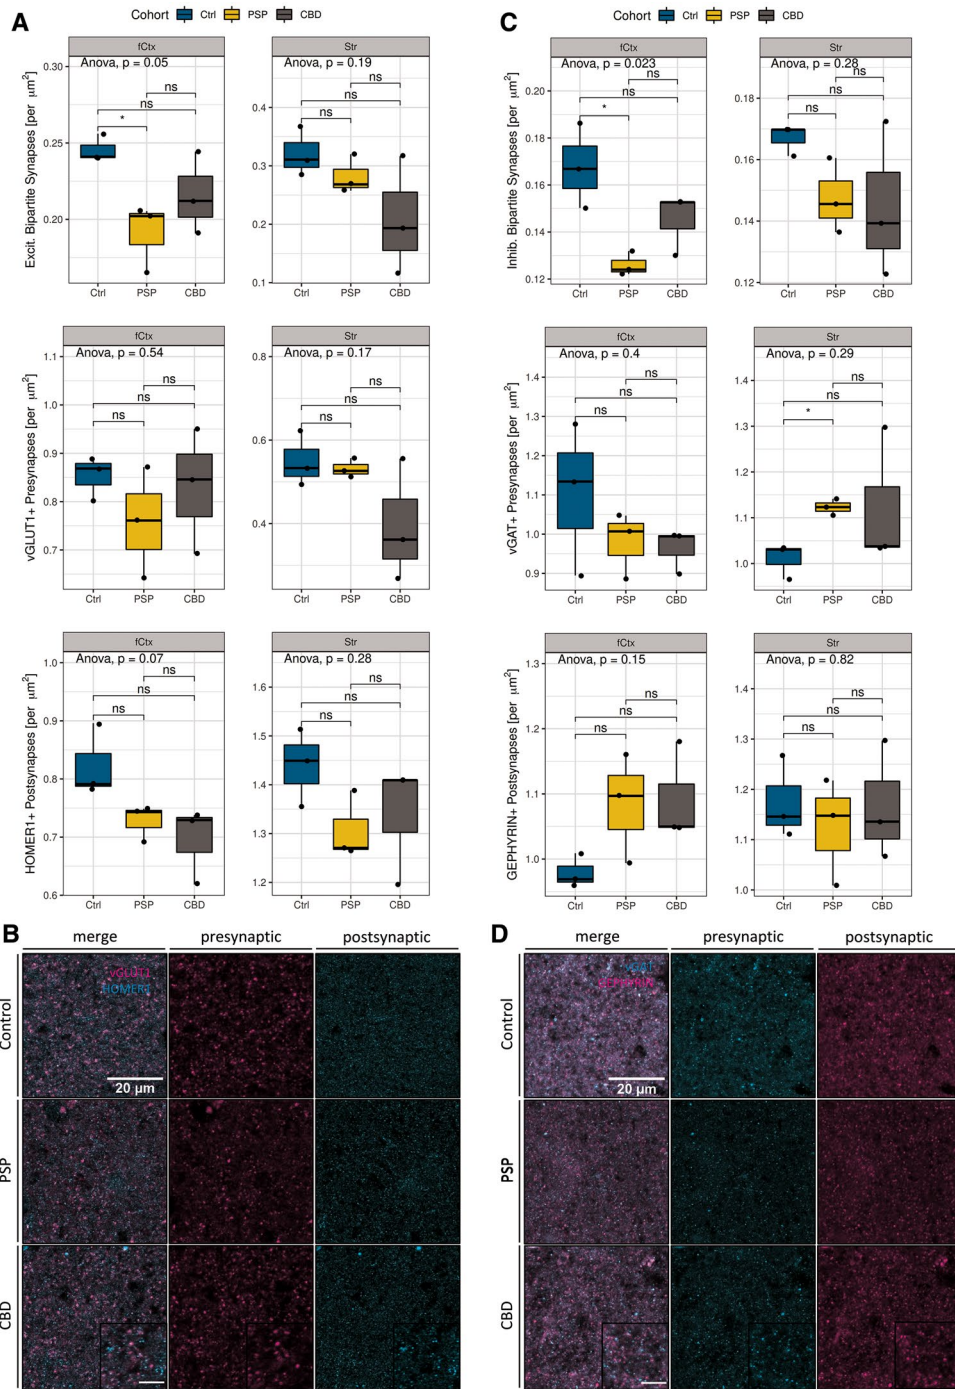 A
Cohort Ctrl PSP CBD
fCtx Str
Excit. Bipartite Synapses [per μm²]
Anova, p = 0.05
ns
ns
*
0.30
0.25
0.20
Ctrl PSP CBD
Anova, p = 0.19
ns
ns
ns
0.4
0.3
0.2
0.1
Ctrl PSP CBD
fCtx Str
vGLUT1+ Presynapses [per μm²]
Anova, p = 0.54
ns
ns
ns
1.1
1.0
0.9
0.8
0.7
Ctrl PSP CBD
Anova, p = 0.17
ns
ns
ns
0.8
0.6
0.4
Ctrl PSP CBD
fCtx Str
HOMER1+ Postsynapses [per μm²]
Anova, p = 0.07
ns
ns
ns
1.0
0.9
0.8
0.7
0.6
Ctrl PSP CBD
Anova, p = 0.28
ns
ns
ns
1.6
1.5
1.4
1.3
1.2
Ctrl PSP CBD
C
Cohort Ctrl PSP CBD
fCtx Str
Inhib. Bipartite Synapses [per μm²]
Anova, p = 0.023
ns
ns
*
0.20
0.18
0.16
0.14
0.12
Ctrl PSP CBD
Anova, p = 0.28
ns
ns
ns
0.18
0.16
0.14
0.12
Ctrl PSP CBD
fCtx Str
vGAT+ Presynapses [per μm²]
Anova, p = 0.4
ns
ns
ns
1.4
1.3
1.2
1.1
1.0
0.9
Ctrl PSP CBD
Anova, p = 0.29
ns
ns
*
1.4
1.3
1.2
1.1
1.0
Ctrl PSP CBD
fCtx Str
GEPHYRIN+ Postsynapses [per μm²]
Anova, p = 0.15
ns
ns
ns
1.3
1.2
1.1
1.0
Ctrl PSP CBD
Anova, p = 0.82
ns
ns
ns
1.4
1.3
1.2
1.1
1.0
Ctrl PSP CBD
B
merge presynaptic postsynaptic
Control
vGLUT1
HOMER1
20 μm
PSP
CBD
D
merge presynaptic postsynaptic
Control
GEPHYRIN
20 μm
PSP
CBD